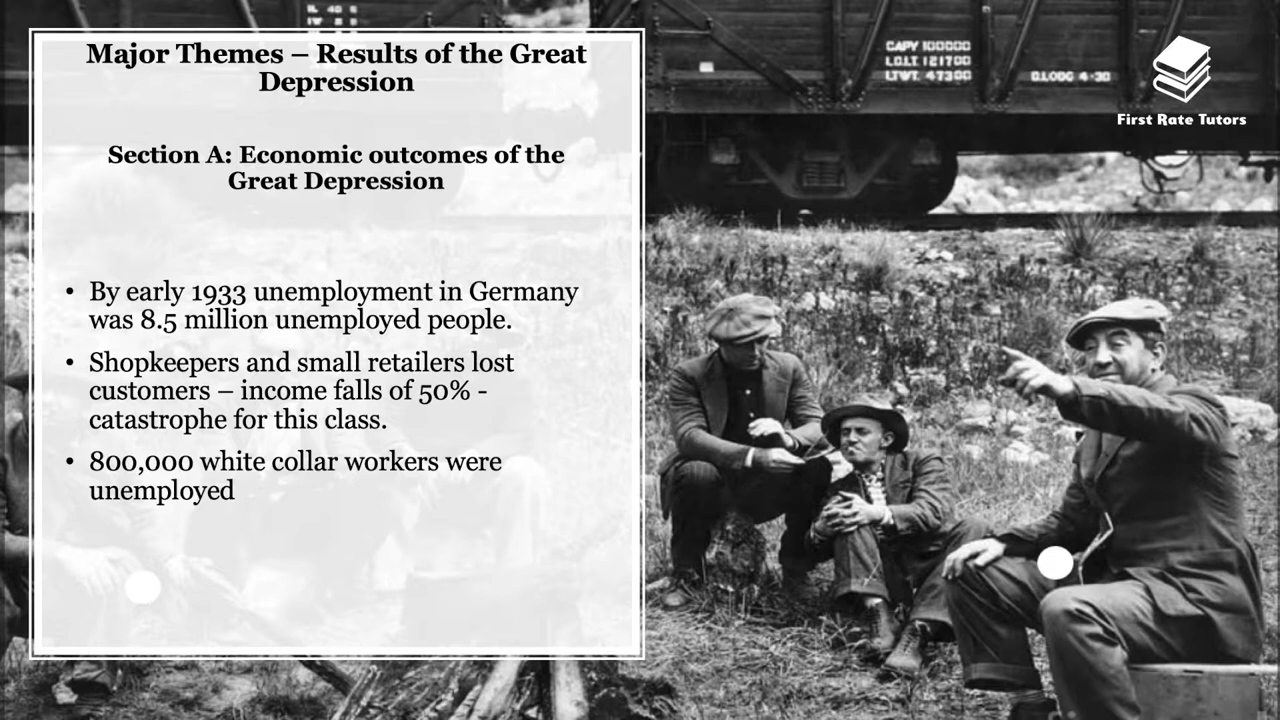 Major Themes – Results of the Great
Depression
Section A: Economic outcomes of the
Great Depression
• By early 1933 unemployment in Germany
was 8.5 million unemployed people.
• Shopkeepers and small retailers lost
customers – income falls of 50% -
catastrophe for this class.
• 800,000 white collar workers were
unemployed
CAPY 100000
LD.LT. 121700
LT.WT. 47300
First Rate Tutors